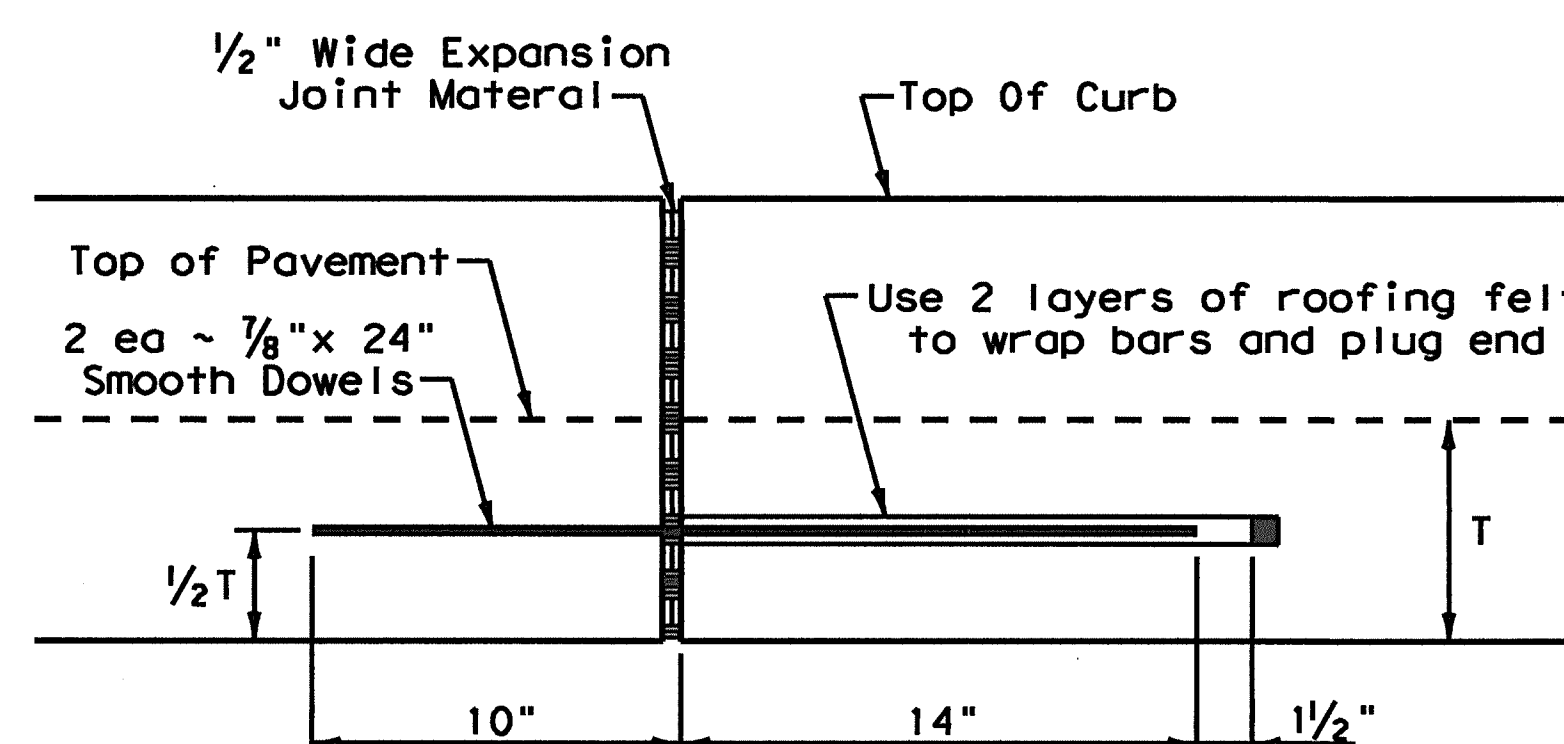 ½" Wide Expansion
Joint Materal
Top Of Curb
Top of Pavement
2 ea ~ ⅞"x 24"
Smooth Dowels
Use 2 layers of roofing
to wrap bars and plug end
½T
T
10"
14"
1½"